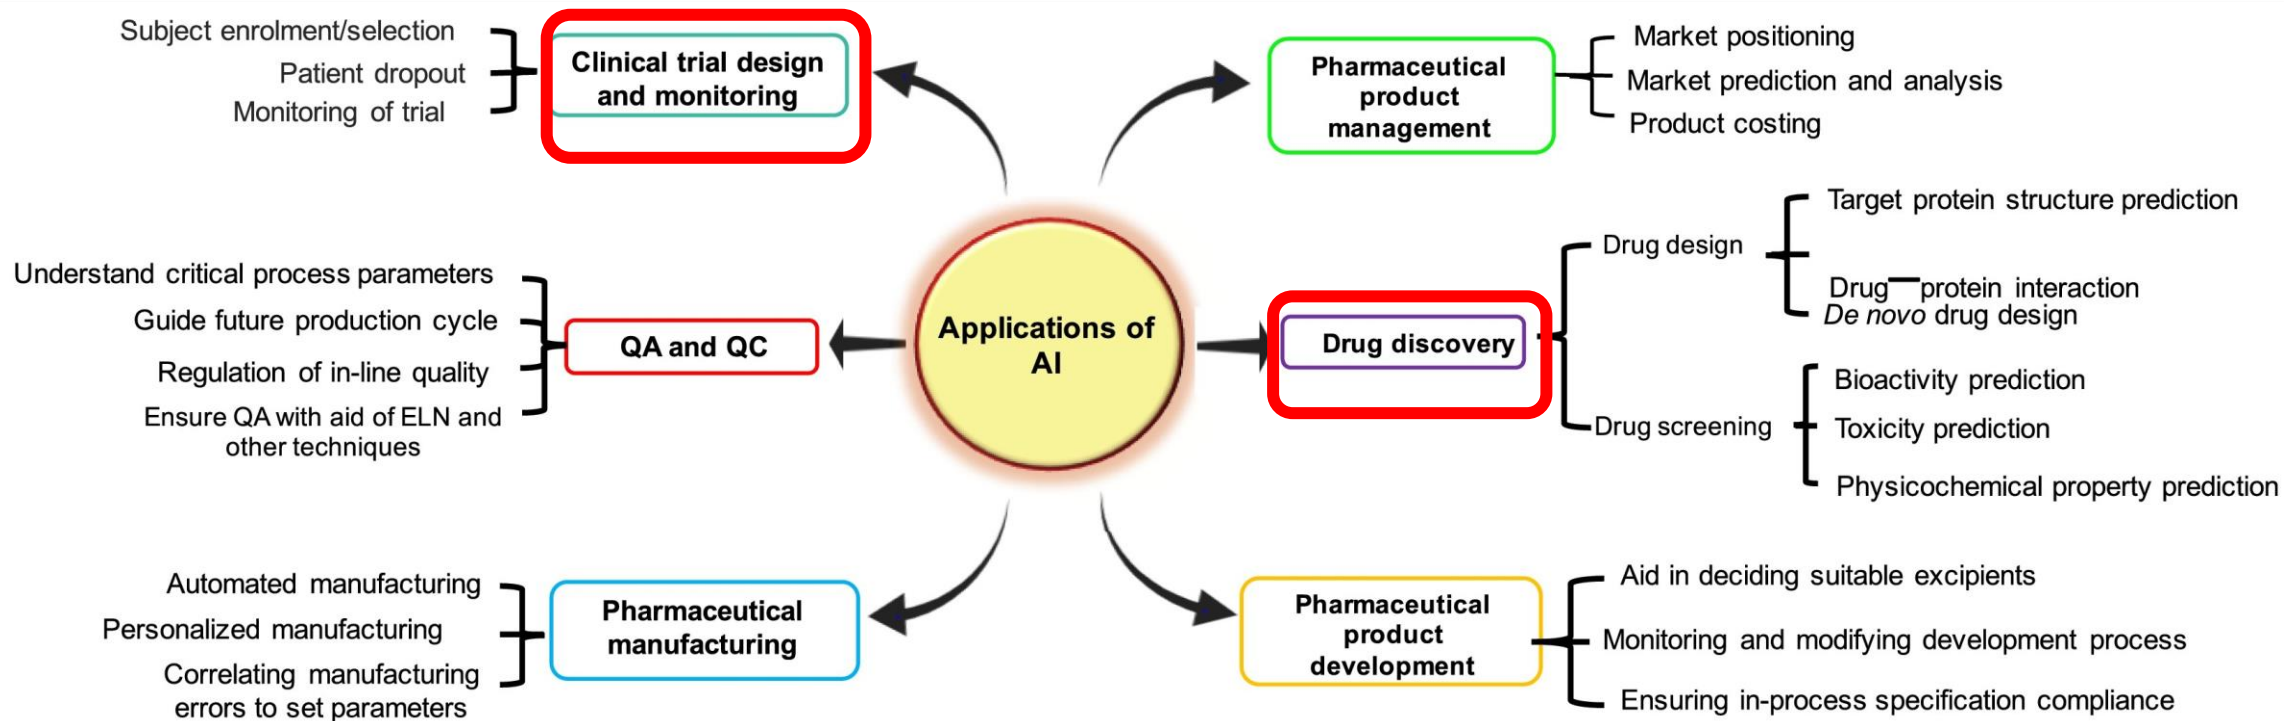 Subject enrolment/selection
Patient dropout
Monitoring of trial
Clinical trial design
and monitoring
Pharmaceutical
product
management
Market positioning
Market prediction and analysis
Product costing
Understand critical process parameters
Guide future production cycle
Regulation of in-line quality
Ensure QA with aid of ELN and
other techniques
QA and QC
Applications of
AI
Drug discovery
Drug design
Target protein structure prediction
Drug—protein interaction
De novo drug design
Drug screening
Bioactivity prediction
Toxicity prediction
Physicochemical property prediction
Automated manufacturing
Personalized manufacturing
Correlating manufacturing
errors to set parameters
Pharmaceutical
manufacturing
Pharmaceutical
product
development
Aid in deciding suitable excipients
Monitoring and modifying development process
Ensuring in-process specification compliance